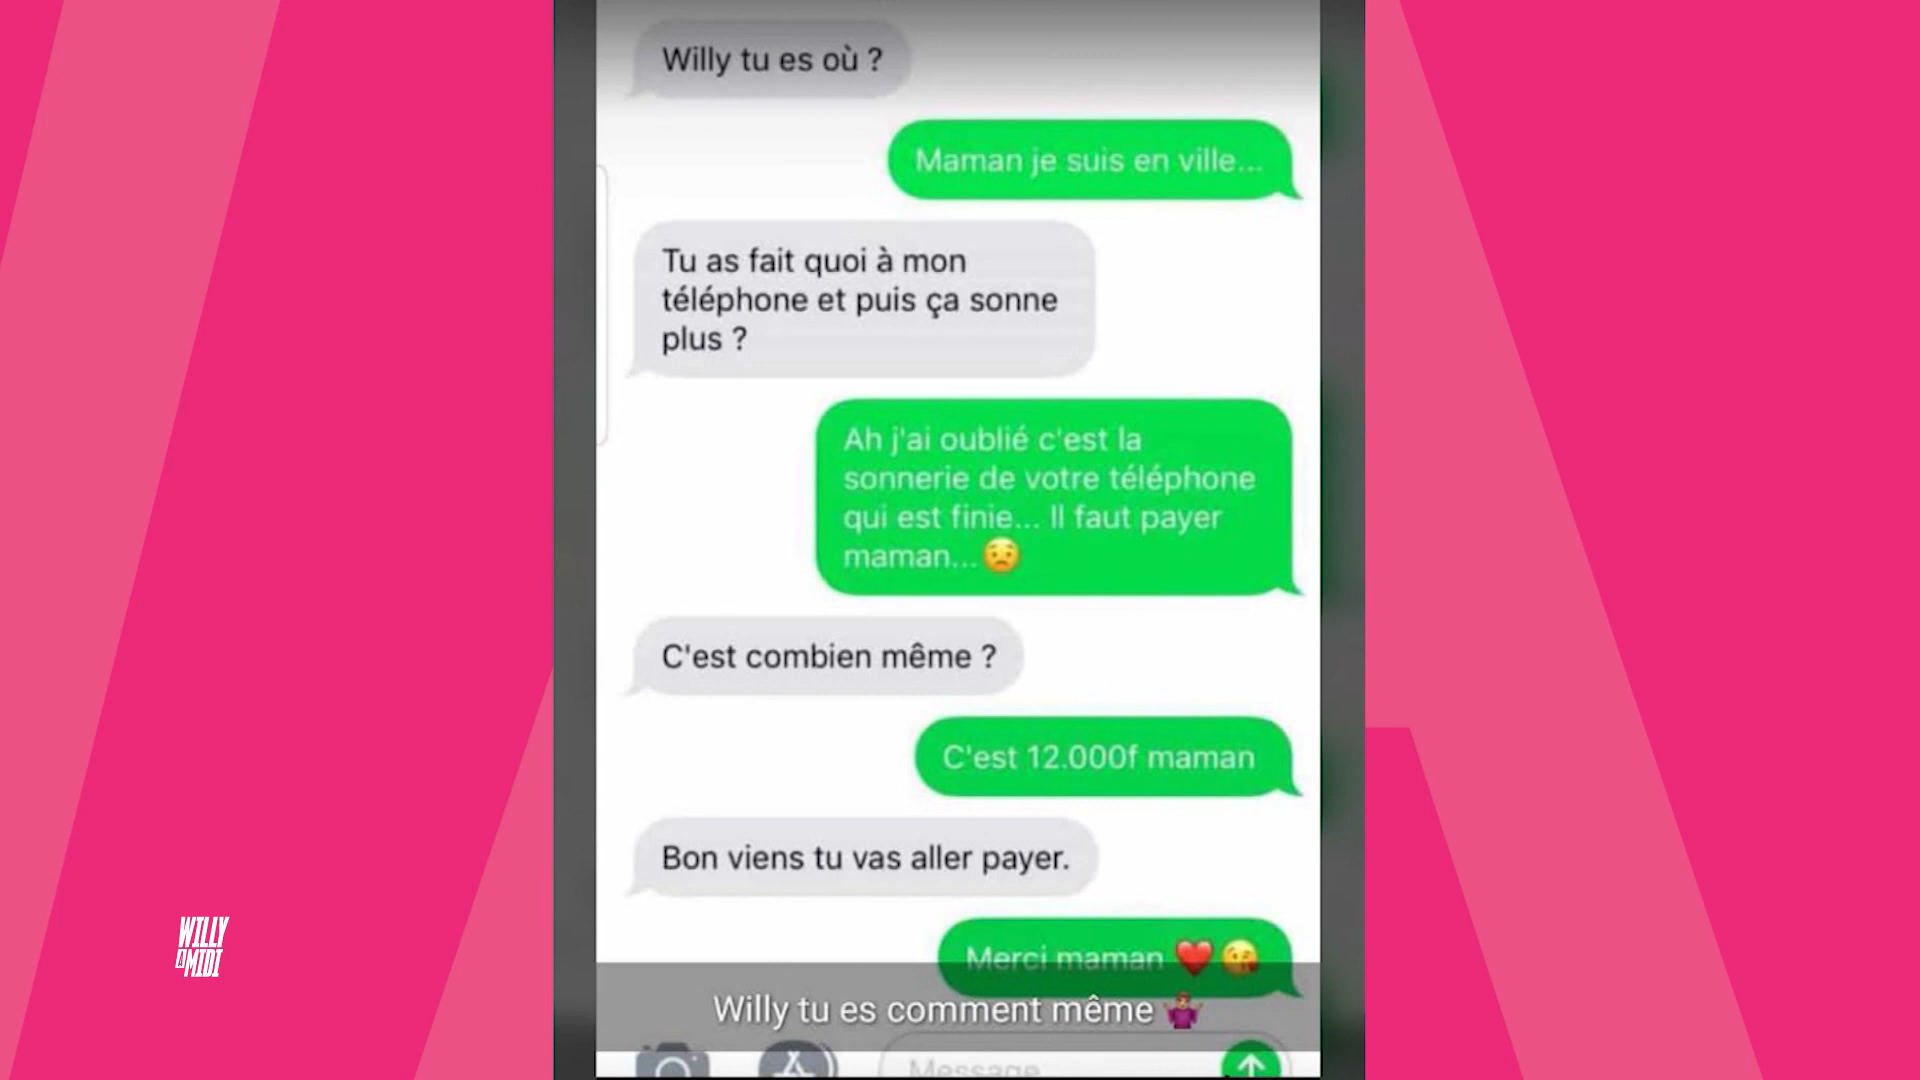 Willy tu es où ?
Maman je suis en ville...
Tu as fait quoi à mon
téléphone et puis ça sonne
plus ?
Ah j'ai oublié c'est la
sonnerie de votre téléphone
qui est finie... Il faut payer
maman...😟
C'est combien même ?
C'est 12.000f maman
Bon viens tu vas aller payer.
Merci maman ❤️😘
Willy tu es comment même 🤷🏽‍♂️
Message
WILLY
A MIDI